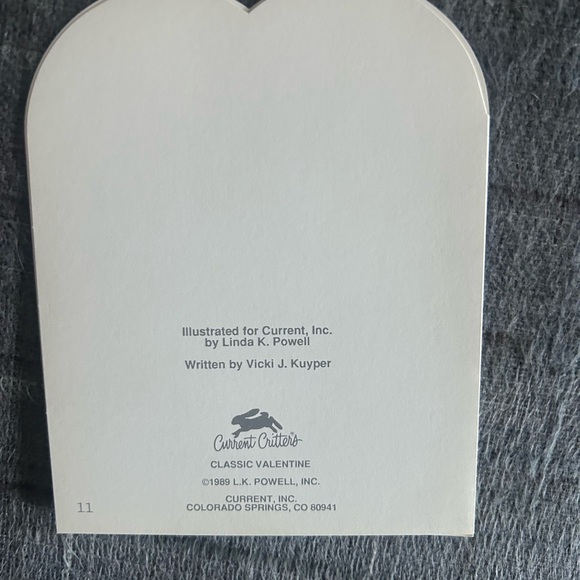 Illustrated for Current, Inc.
by Linda K. Powell
Written by Vicki J. Kuyper
Current Critters®
CLASSIC VALENTINE
©1989 L.K. POWELL, INC.
CURRENT, INC.
COLORADO SPRINGS, CO 80941
11